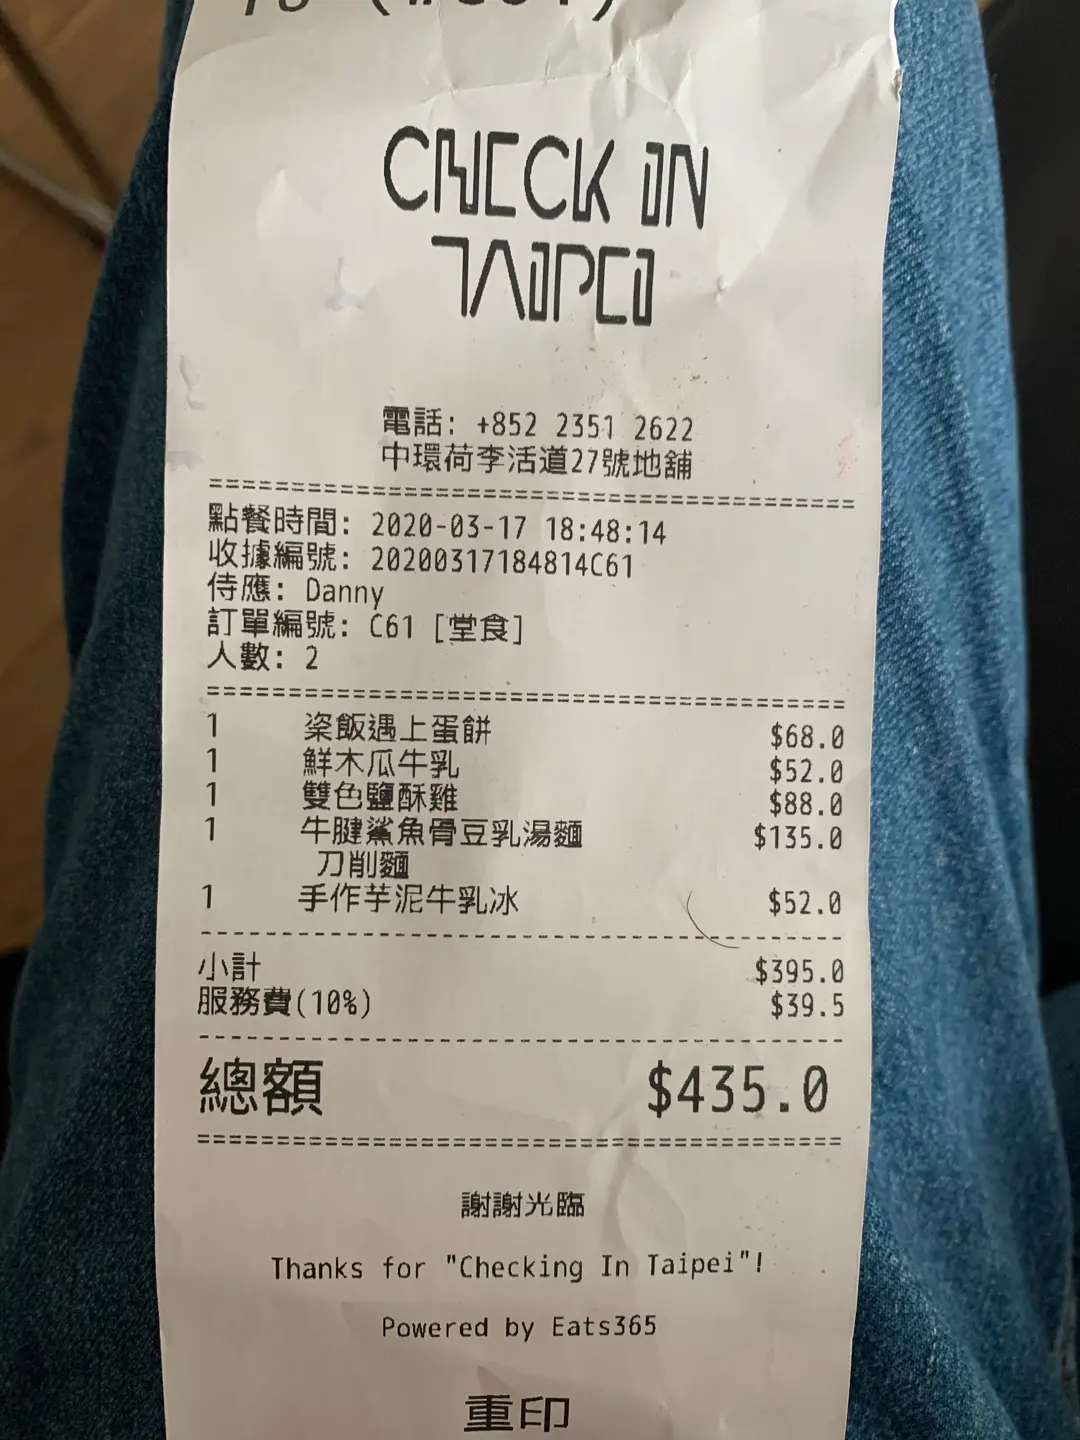 CHECK IN
TAIPEI
電話: +852 2351 2622
中環荷李活道27號地舖
點餐時間: 2020-03-17 18:48:14
收據編號: 20200317184814C61
侍應: Danny
訂單編號: C61 [堂食]
人數: 2
1 粢飯遇上蛋餅 $68.0
1 鮮木瓜牛乳 $52.0
1 雙色鹽酥雞 $88.0
1 牛腱鯊魚骨豆乳湯麵 $135.0
刀削麵
1 手作芋泥牛乳冰 $52.0
小計 $395.0
服務費(10%) $39.5
總額 $435.0
謝謝光臨
Thanks for "Checking In Taipei"!
Powered by Eats365
重印